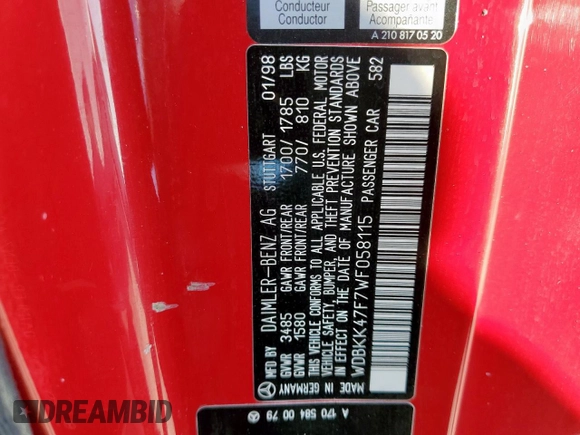 Conducteur
Conductor
Passager avant
Acompañante
A 210 817 05 20
MFD. BY DAIMLER-BENZ AG STUTTGART 01/98
GVWR 3485 GAWR FRONT/REAR 1700/ 1785 LBS
GVWR 1580 GAWR FRONT/REAR 770/ 810 KG
VEHICLE CONFORMS TO ALL APPLICABLE U.S. FEDERAL MOTOR
VEHICLE SAFETY, BUMPER, AND THEFT PREVENTION STANDARDS
IN EFFECT ON THE DATE OF MANUFACTURE SHOWN ABOVE
WDBKK47F7WF058115 PASSENGER CAR 582
MADE IN GERMANY
A 170 584 00 79
AUTOBIDMASTER